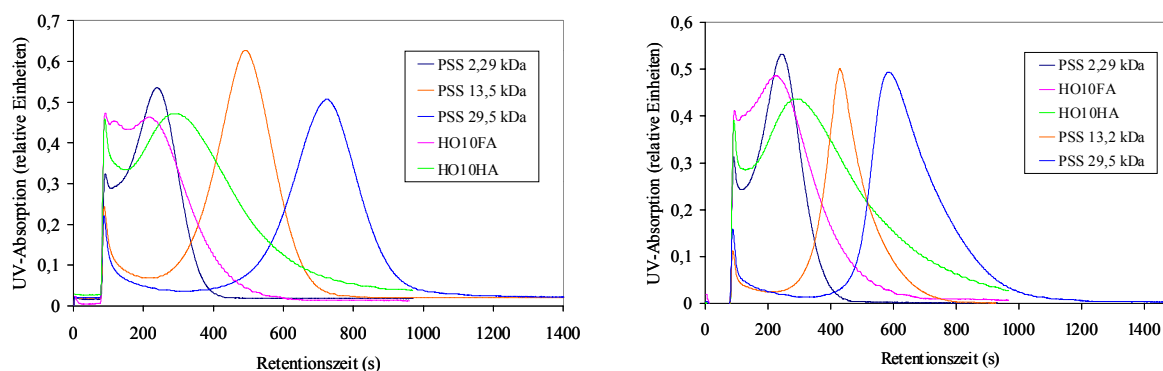 UV-Absorption (relative Einheiten)
0,7
0,6
0,5
0,4
0,3
0,2
0,1
0
0 200 400 600 800 1000 1200 1400
Retentionszeit (s)
PSS 2,29 kDa
PSS 13,5 kDa
PSS 29,5 kDa
HO10FA
HO10HA
UV-Absorption (relative Einheiten)
0,6
0,5
0,4
0,3
0,2
0,1
0
0 200 400 600 800 1000 1200 1400
Retentionszeit (s)
PSS 2,29 kDa
HO10FA
HO10HA
PSS 13,2 kDa
PSS 29,5 kDa